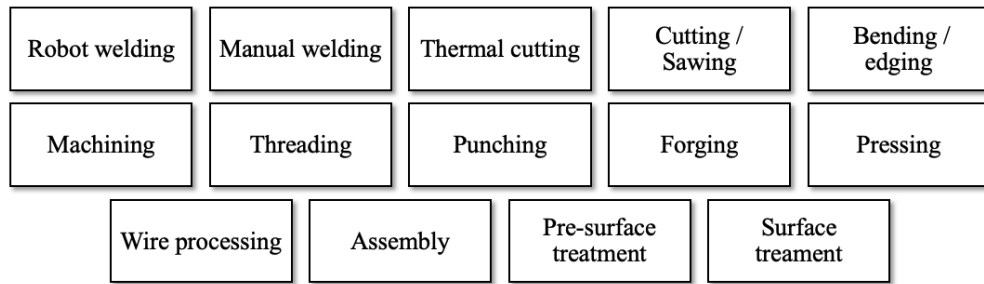 Robot welding
Manual welding
Thermal cutting
Cutting /
Sawing
Bending /
edging
Machining
Threading
Punching
Forging
Pressing
Wire processing
Assembly
Pre-surface
treatment
Surface
treament